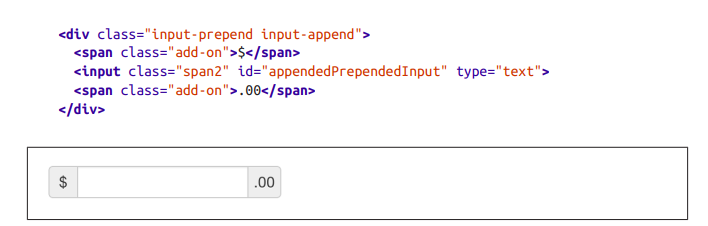 <div class="input-prepend input-append">
<span class="add-on">$</span>
<input class="span2" id="appendedPrependedInput" type="text">
<span class="add-on">.00</span>
</div>
$ .00